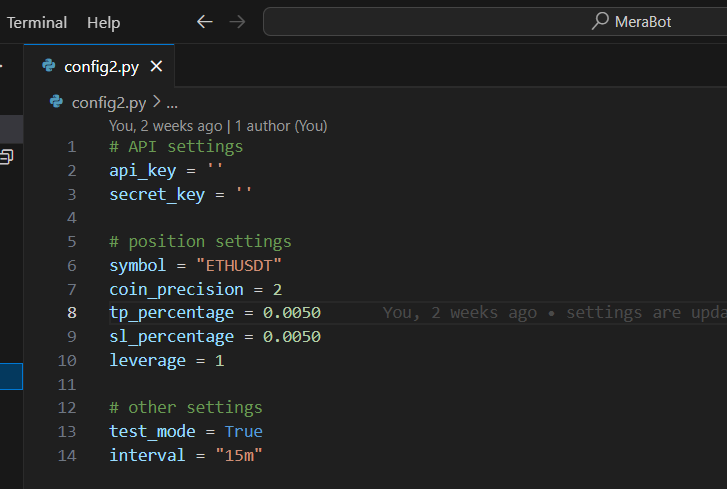 Terminal Help MeraBot
config2.py
config2.py > ...
You, 2 weeks ago | 1 author (You)
1 # API settings
2 api_key = ''
3 secret_key = ''
4
5 # position settings
6 symbol = "ETHUSDT"
7 coin_precision = 2
8 tp_percentage = 0.0050 You, 2 weeks ago • settings are upda
9 sl_percentage = 0.0050
10 leverage = 1
11
12 # other settings
13 test_mode = True
14 interval = "15m"